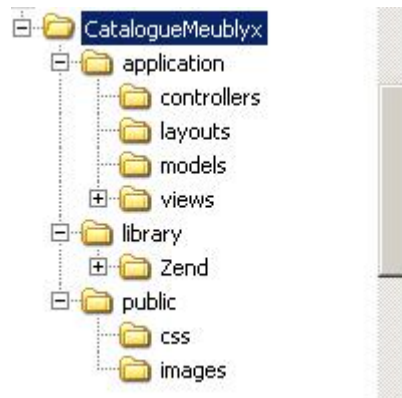 CatalogueMeublyx
application
controllers
layouts
models
views
library
Zend
public
css
images